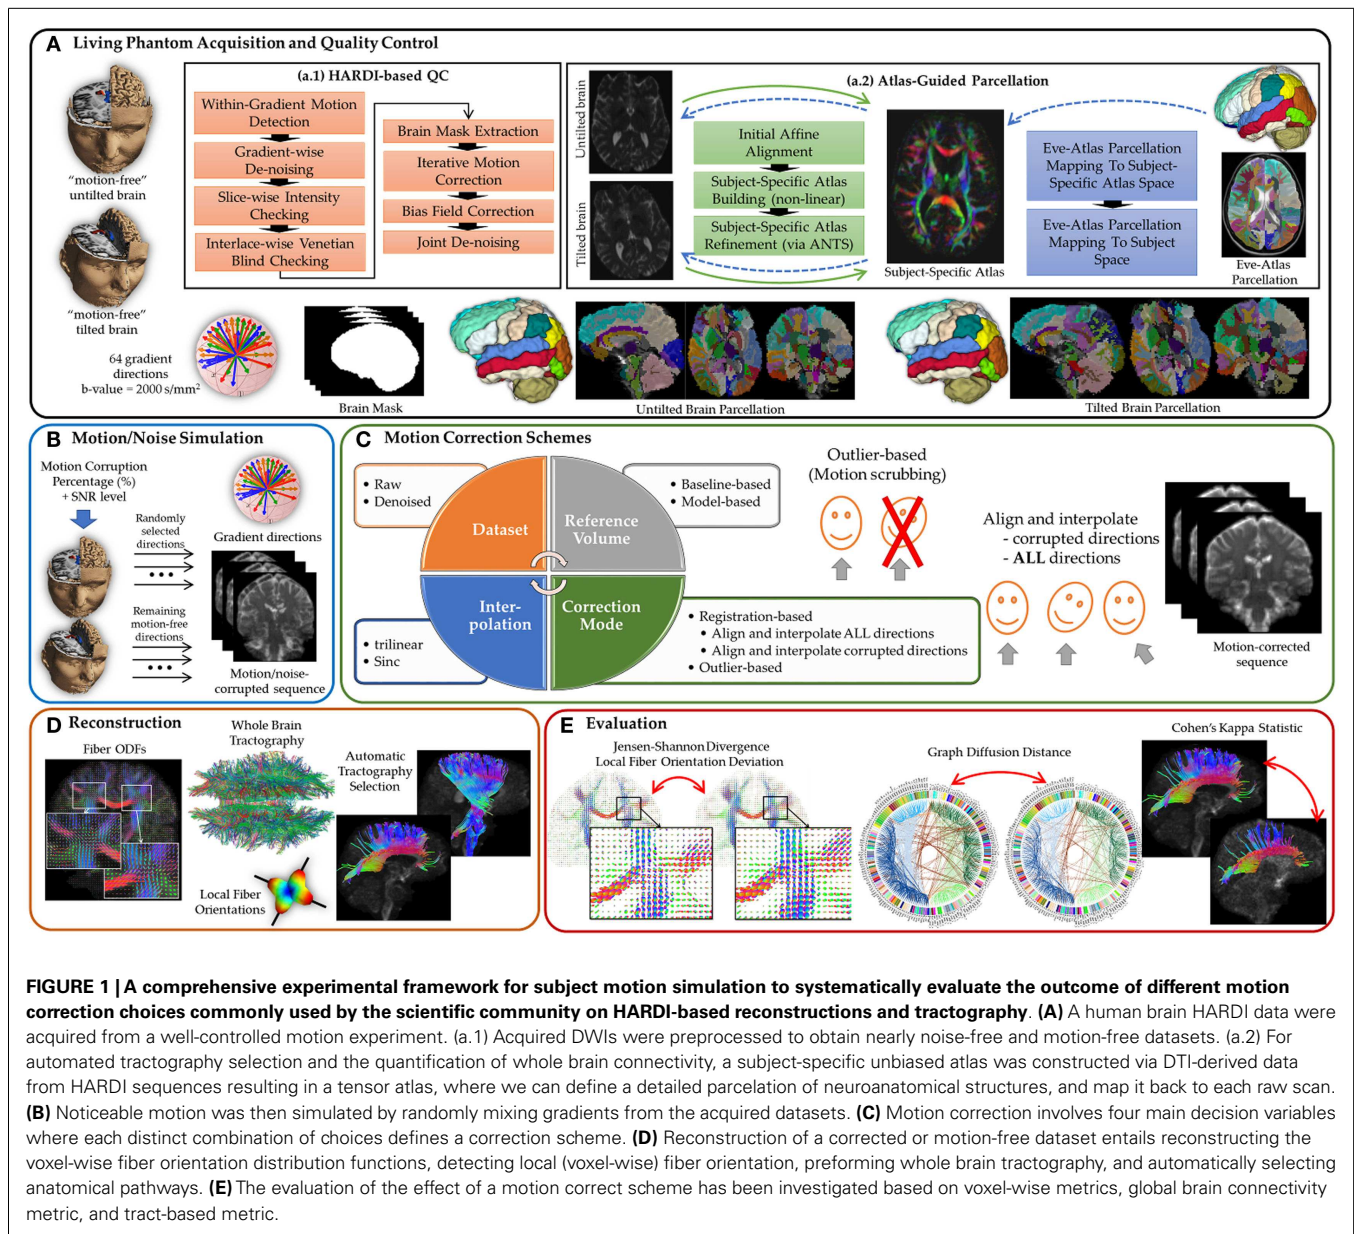 A Living Phantom Acquisition and Quality Control
"motion-free"
untilted brain
"motion-free"
tilted brain
(a.1) HARDI-based QC
Within-Gradient Motion
Detection
Gradient-wise
De-noising
Slice-wise Intensity
Checking
Interlace-wise Venetian
Blind Checking
Brain Mask Extraction
Iterative Motion
Correction
Bias Field Correction
Joint De-noising
(a.2) Atlas-Guided Parcellation
Untilted brain
Tilted brain
Initial Affine
Alignment
Subject-Specific Atlas
Building (non-linear)
Subject-Specific Atlas
Refinement (via ANTS)
Subject-Specific Atlas
Eve-Atlas Parcellation
Mapping To Subject-
Specific Atlas Space
Eve-Atlas Parcellation
Mapping To Subject
Space
Eve-Atlas
Parcellation
64 gradient
directions
b-value = 2000 s/mm²
Brain Mask
Untilted Brain Parcellation
Tilted Brain Parcellation
B Motion/Noise Simulation
Motion Corruption
Percentage (%)
+ SNR level
Randomly
selected
directions
Remaining
motion-free
directions
Gradient directions
Motion/noise-
corrupted sequence
C Motion Correction Schemes
• Raw
• Denoised
Dataset
Reference
Volume
• Baseline-based
• Model-based
Inter-
polation
• trilinear
• Sinc
Correction
Mode
• Registration-based
• Align and interpolate ALL directions
• Align and interpolate corrupted directions
• Outlier-based
Outlier-based
(Motion scrubbing)
Align and interpolate
- corrupted directions
- ALL directions
Motion-corrected
sequence
D Reconstruction
Fiber ODFs
Whole Brain
Tractography
Automatic
Tractography
Selection
Local Fiber
Orientations
E Evaluation
Jensen-Shannon Divergence
Local Fiber Orientation Deviation
Graph Diffusion Distance
Cohen's Kappa Statistic
FIGURE 1 | A comprehensive experimental framework for subject motion simulation to systematically evaluate the outcome of different motion
correction choices commonly used by the scientific community on HARDI-based reconstructions and tractography. (A) A human brain HARDI data were
acquired from a well-controlled motion experiment. (a.1) Acquired DWIs were preprocessed to obtain nearly noise-free and motion-free datasets. (a.2) For
automated tractography selection and the quantification of whole brain connectivity, a subject-specific unbiased atlas was constructed via DTI-derived data
from HARDI sequences resulting in a tensor atlas, where we can define a detailed parcelation of neuroanatomical structures, and map it back to each raw scan.
(B) Noticeable motion was then simulated by randomly mixing gradients from the acquired datasets. (C) Motion correction involves four main decision variables
where each distinct combination of choices defines a correction scheme. (D) Reconstruction of a corrected or motion-free dataset entails reconstructing the
voxel-wise fiber orientation distribution functions, detecting local (voxel-wise) fiber orientation, preforming whole brain tractography, and automatically selecting
anatomical pathways. (E) The evaluation of the effect of a motion correct scheme has been investigated based on voxel-wise metrics, global brain connectivity
metric, and tract-based metric.